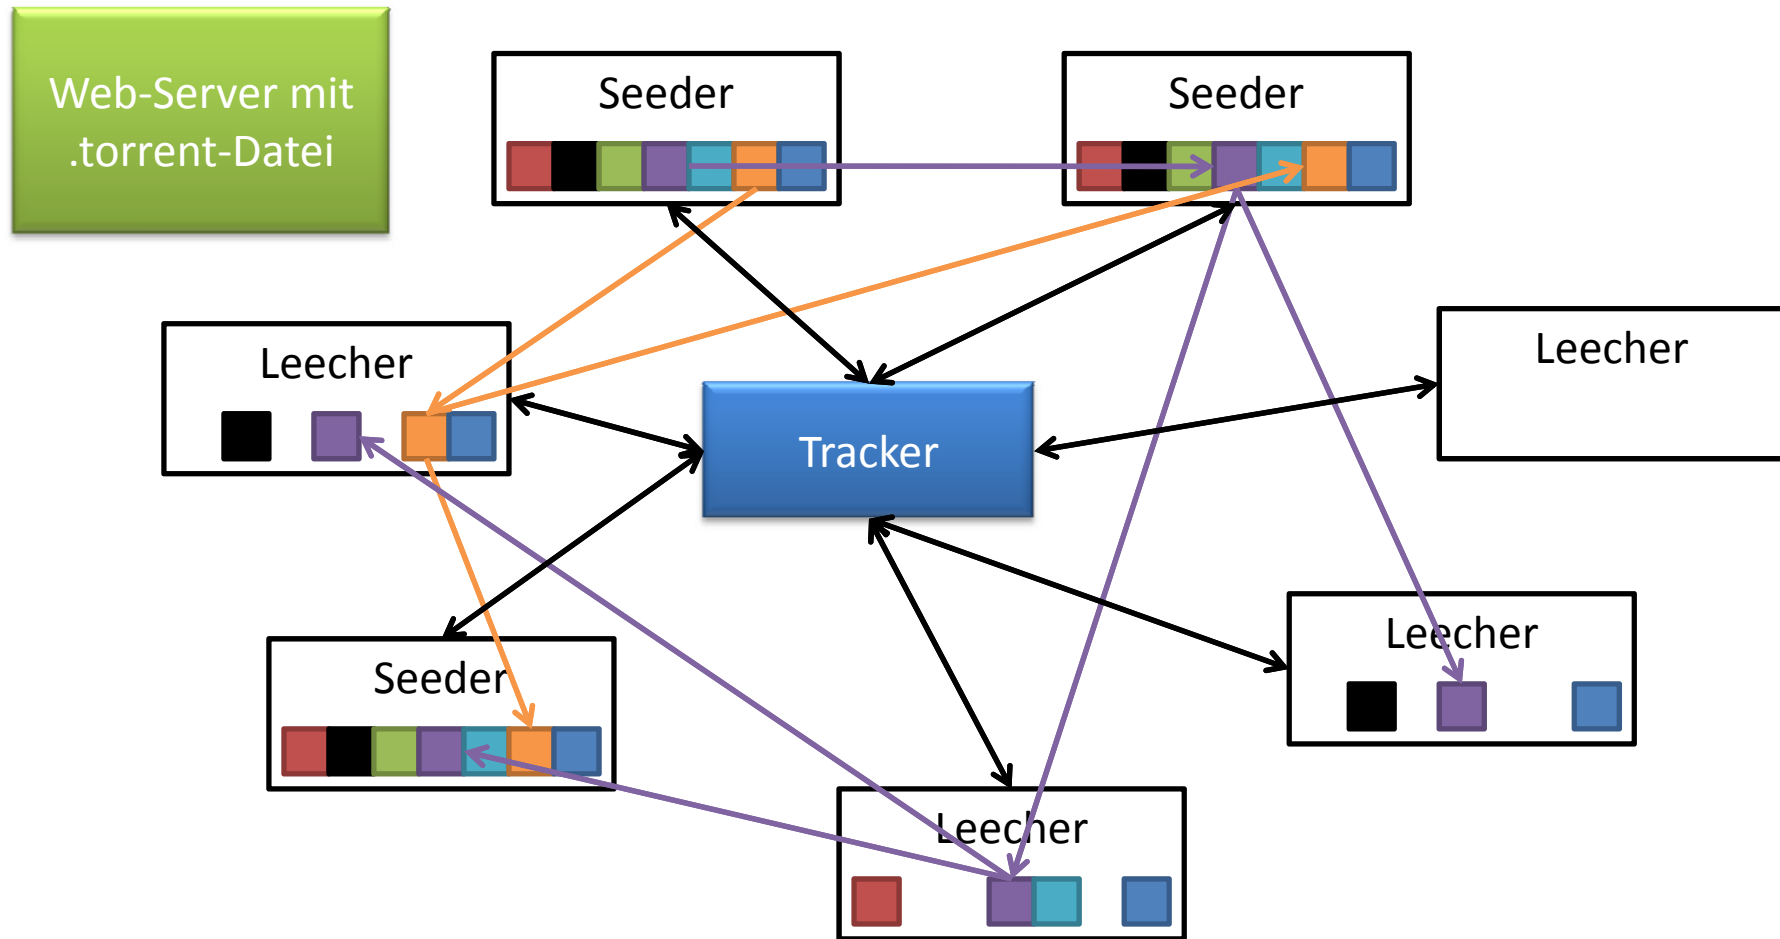 Web-Server mit
.torrent-Datei
Seeder
Seeder
Leecher
Leecher
Tracker
Leecher
Seeder
Leecher